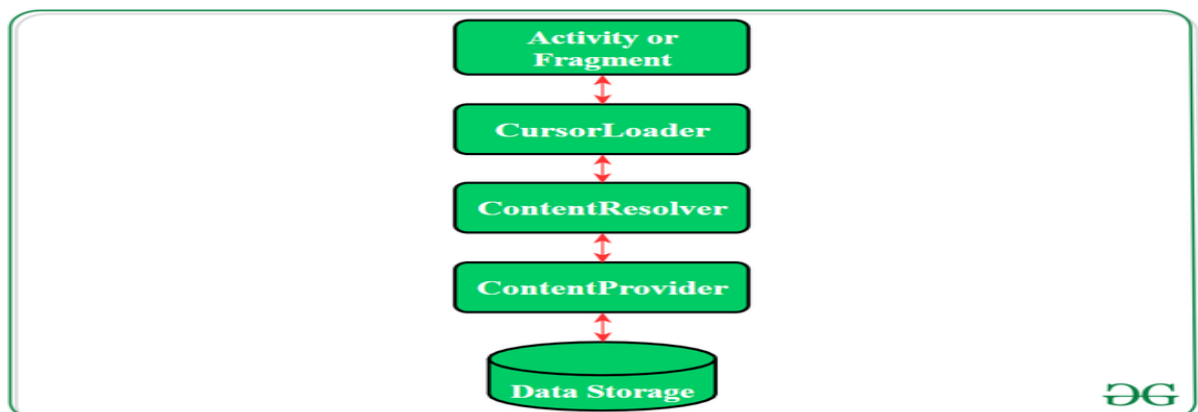 Activity or
Fragment
CursorLoader
ContentResolver
ContentProvider
Data Storage